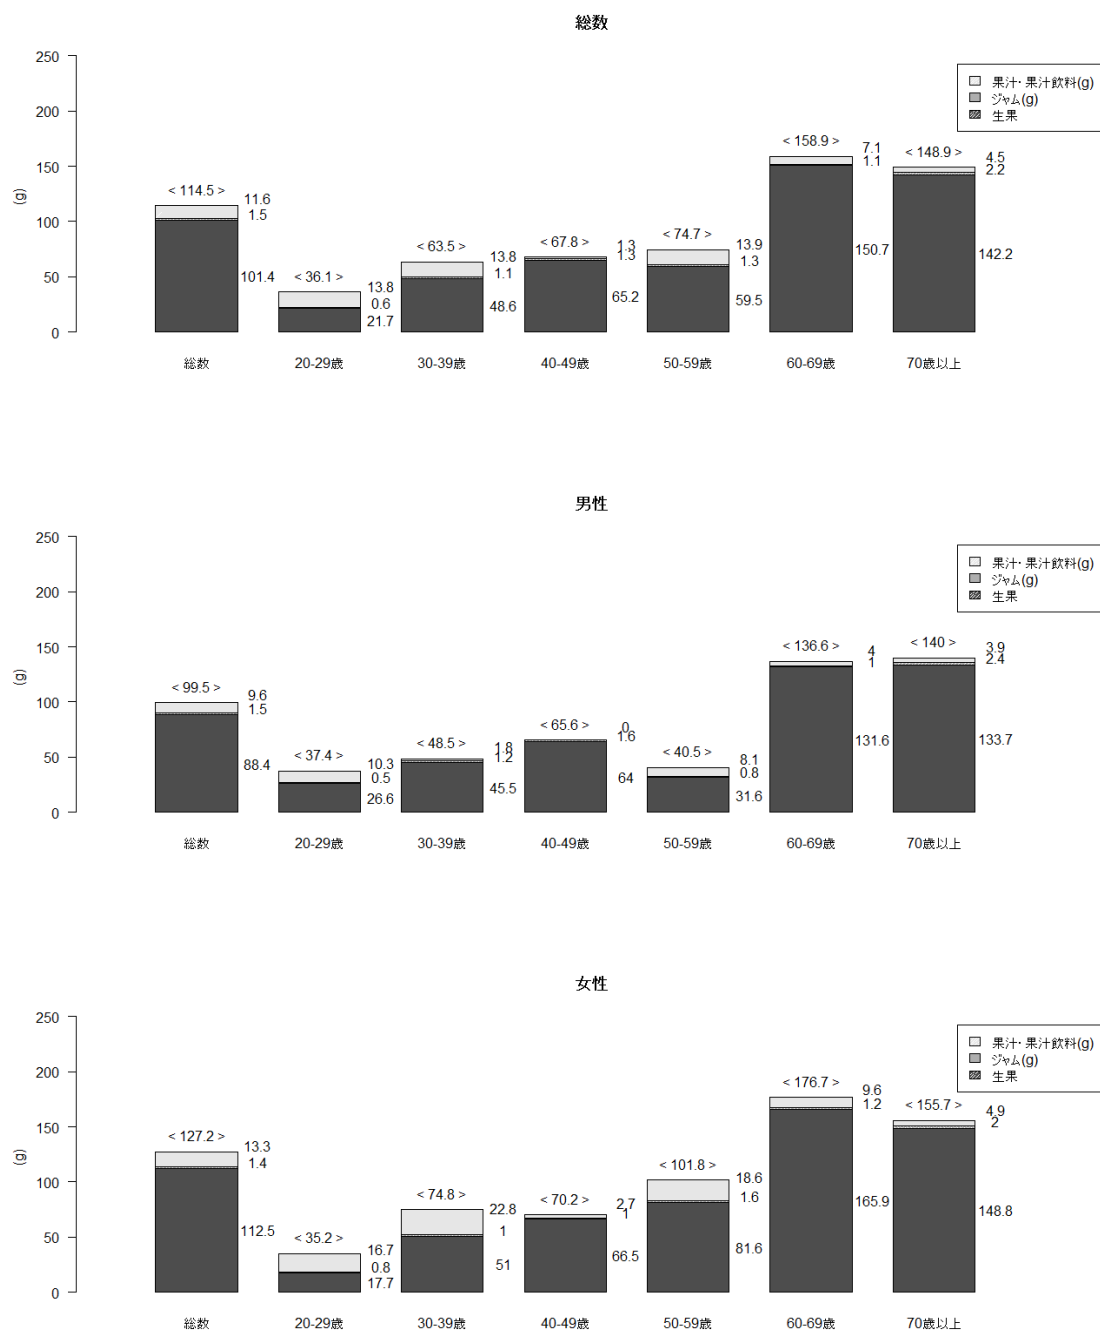 総数
250
200
150
100
50
0
(g)
果汁・果汁飲料(g)
ジャム(g)
生果
< 114.5 >
11.6
1.5
101.4
< 36.1 >
13.8
0.6
21.7
< 63.5 >
13.8
1.1
48.6
< 67.8 >
1.3
1.3
65.2
< 74.7 >
13.9
1.3
59.5
< 158.9 >
7.1
1.1
150.7
< 148.9 >
4.5
2.2
142.2
総数 20-29歳 30-39歳 40-49歳 50-59歳 60-69歳 70歳以上
男性
250
200
150
100
50
0
(g)
果汁・果汁飲料(g)
ジャム(g)
生果
< 99.5 >
9.6
1.5
88.4
< 37.4 >
10.3
0.5
26.6
< 48.5 >
1.8
1.2
45.5
< 65.6 >
0
1.6
64
< 40.5 >
8.1
0.8
31.6
< 136.6 >
4
1
131.6
< 140 >
3.9
2.4
133.7
総数 20-29歳 30-39歳 40-49歳 50-59歳 60-69歳 70歳以上
女性
250
200
150
100
50
0
(g)
果汁・果汁飲料(g)
ジャム(g)
生果
< 127.2 >
13.3
1.4
112.5
< 35.2 >
16.7
0.8
17.7
< 74.8 >
22.8
1
51
< 70.2 >
2.7
1
66.5
< 101.8 >
18.6
1.6
81.6
< 176.7 >
9.6
1.2
165.9
< 155.7 >
4.9
2
148.8
総数 20-29歳 30-39歳 40-49歳 50-59歳 60-69歳 70歳以上